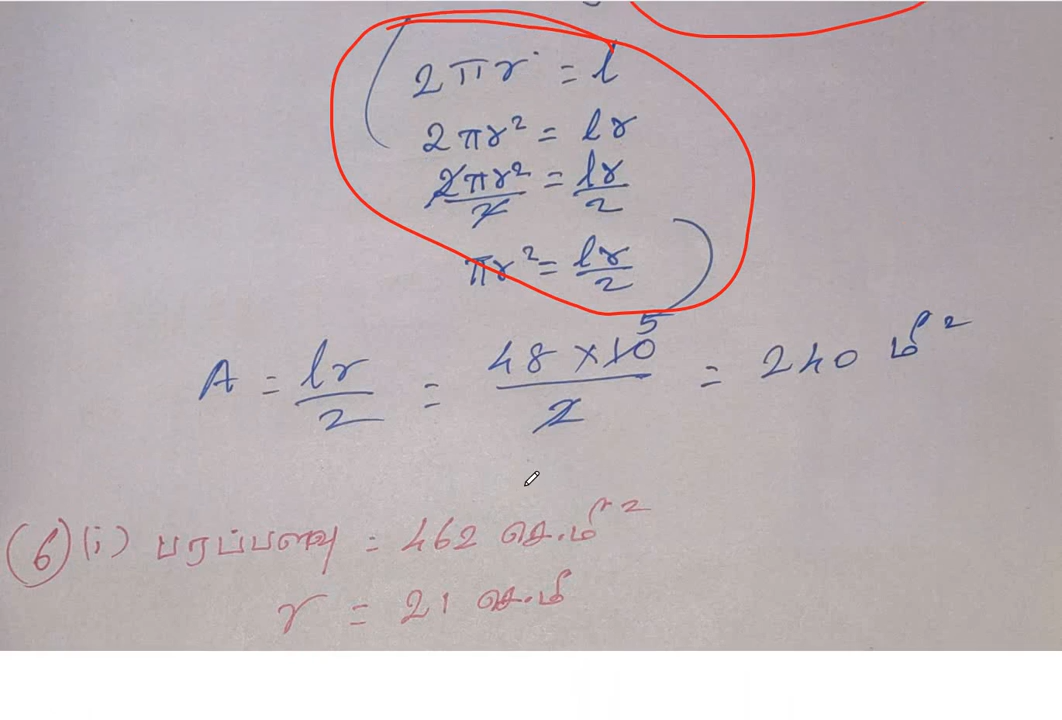 2πr = l
2πr² = lr
2πr²/2 = lr/2
πr² = lr/2
A = lr/2 = 48 × 10/2 5 = 240 மீ²
(6) (i) பரப்பளவு = 462 செ.மீ²
r = 21 செ.மீ